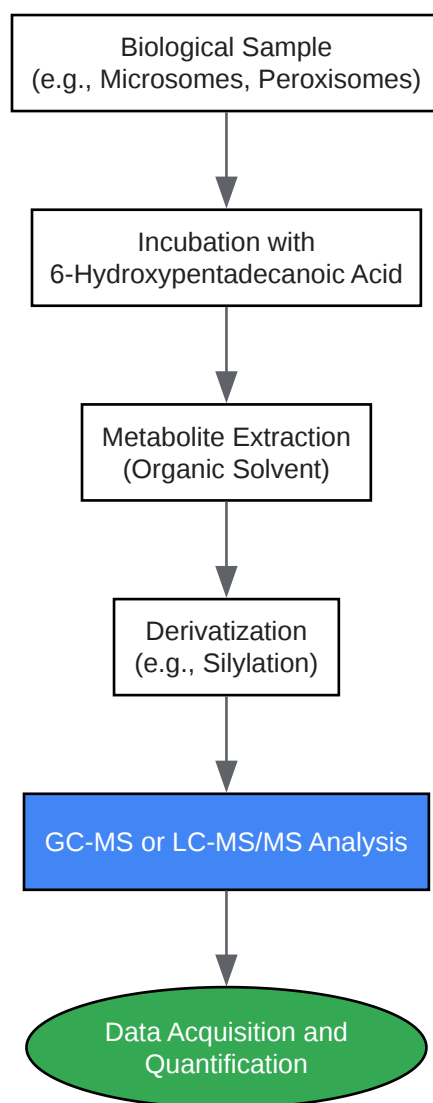 Biological Sample
(e.g., Microsomes, Peroxisomes)
Incubation with
6-Hydroxypentadecanoic Acid
Metabolite Extraction
(Organic Solvent)
Derivatization
(e.g., Silylation)
GC-MS or LC-MS/MS Analysis
Data Acquisition and
Quantification